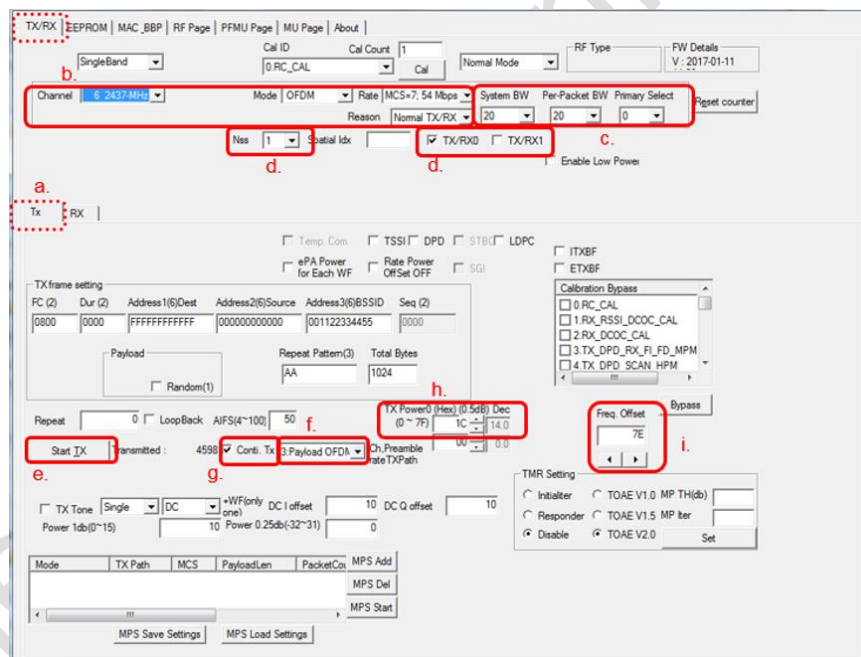 TX/RX EEPROM MAC_BBP RF Page PFMU Page MU Page About
Cal ID Cal Count 1 RF Type FW Details
SingleBand 0.RC_CAL Cal Normal Mode V : 2017-01-11
b.
Channel 6 2437-MHz Mode OFDM Rate MCS=7; 54 Mbps System BW Per-Packet BW Primary Select
Reset counter
Reason Normal TX/RX 20 20 0
Nss 1 Spatial Idx TX/RX0 TX/RX1 c.
d. d.
Enable Low Power
a.
Tx RX
Temp. Com. TSSI DPD STBC LDPC
ITXBF
ePA Power for Each WF Rate Power OffSet OFF SGI
ETXBF
TX frame setting
Calibration Bypass
FC (2) Dur (2) Address1(6)Dest Address2(6)Source Address3(6)BSSID Seq (2)
0.RC_CAL
0800 0000 FFFFFFFFFFFF 000000000000 001122334455 0000
1.RX_RSSI_DCOC_CAL
2.RX_DCOC_CAL
Payload Repeat Pattern(3) Total Bytes
3.TX_DPD_RX_FI_FD_MPM
Random(1) AA 1024
4.TX_DPD_SCAN_HPM
h.
Bypass
TX Power0 (Hex) (0.5dB) Dec
Freq. Offset
Repeat 0 LoopBack AIFS(4~100) 50 (0 ~ 7F) 1C 14.0
f.
7E
i.
Start TX Transmitted : 4598 Conti. Tx 3:Payload OFDM Ch,Preamble 00 0.0
rateTXPath
e. g.
TMR Setting
TX Tone Single DC +WF(only one) DC I offset 10 DC Q offset 10
Initialter TOAE V1.0 MP TH(db)
Power 1db(0~15) 10 Power 0.25db(-32~31) 0
Responder TOAE V1.5 MP Iter
Disable TOAE V2.0 Set
Mode TX Path MCS PayloadLen PacketCou MPS Add
MPS Del
MPS Start
MPS Save Settings MPS Load Settings